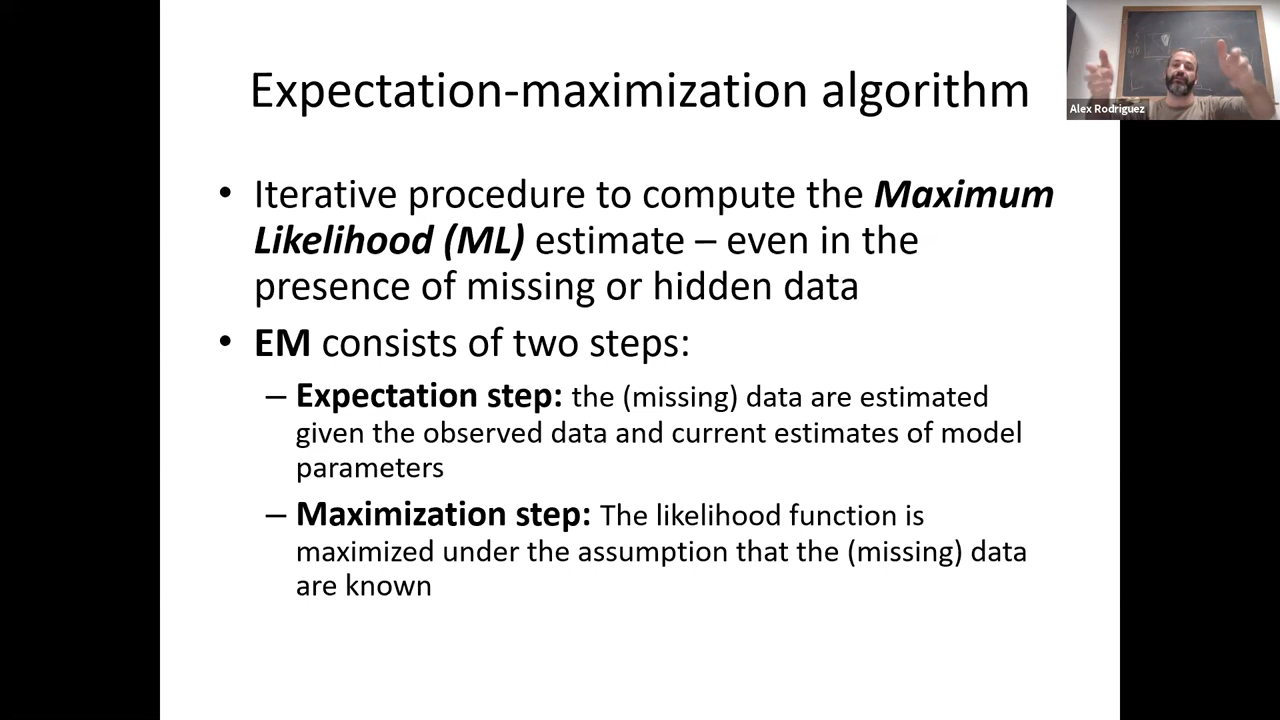 Expectation-maximization algorithm
Alex Rodriguez
• Iterative procedure to compute the Maximum
Likelihood (ML) estimate – even in the
presence of missing or hidden data
• EM consists of two steps:
– Expectation step: the (missing) data are estimated
given the observed data and current estimates of model
parameters
– Maximization step: The likelihood function is
maximized under the assumption that the (missing) data
are known